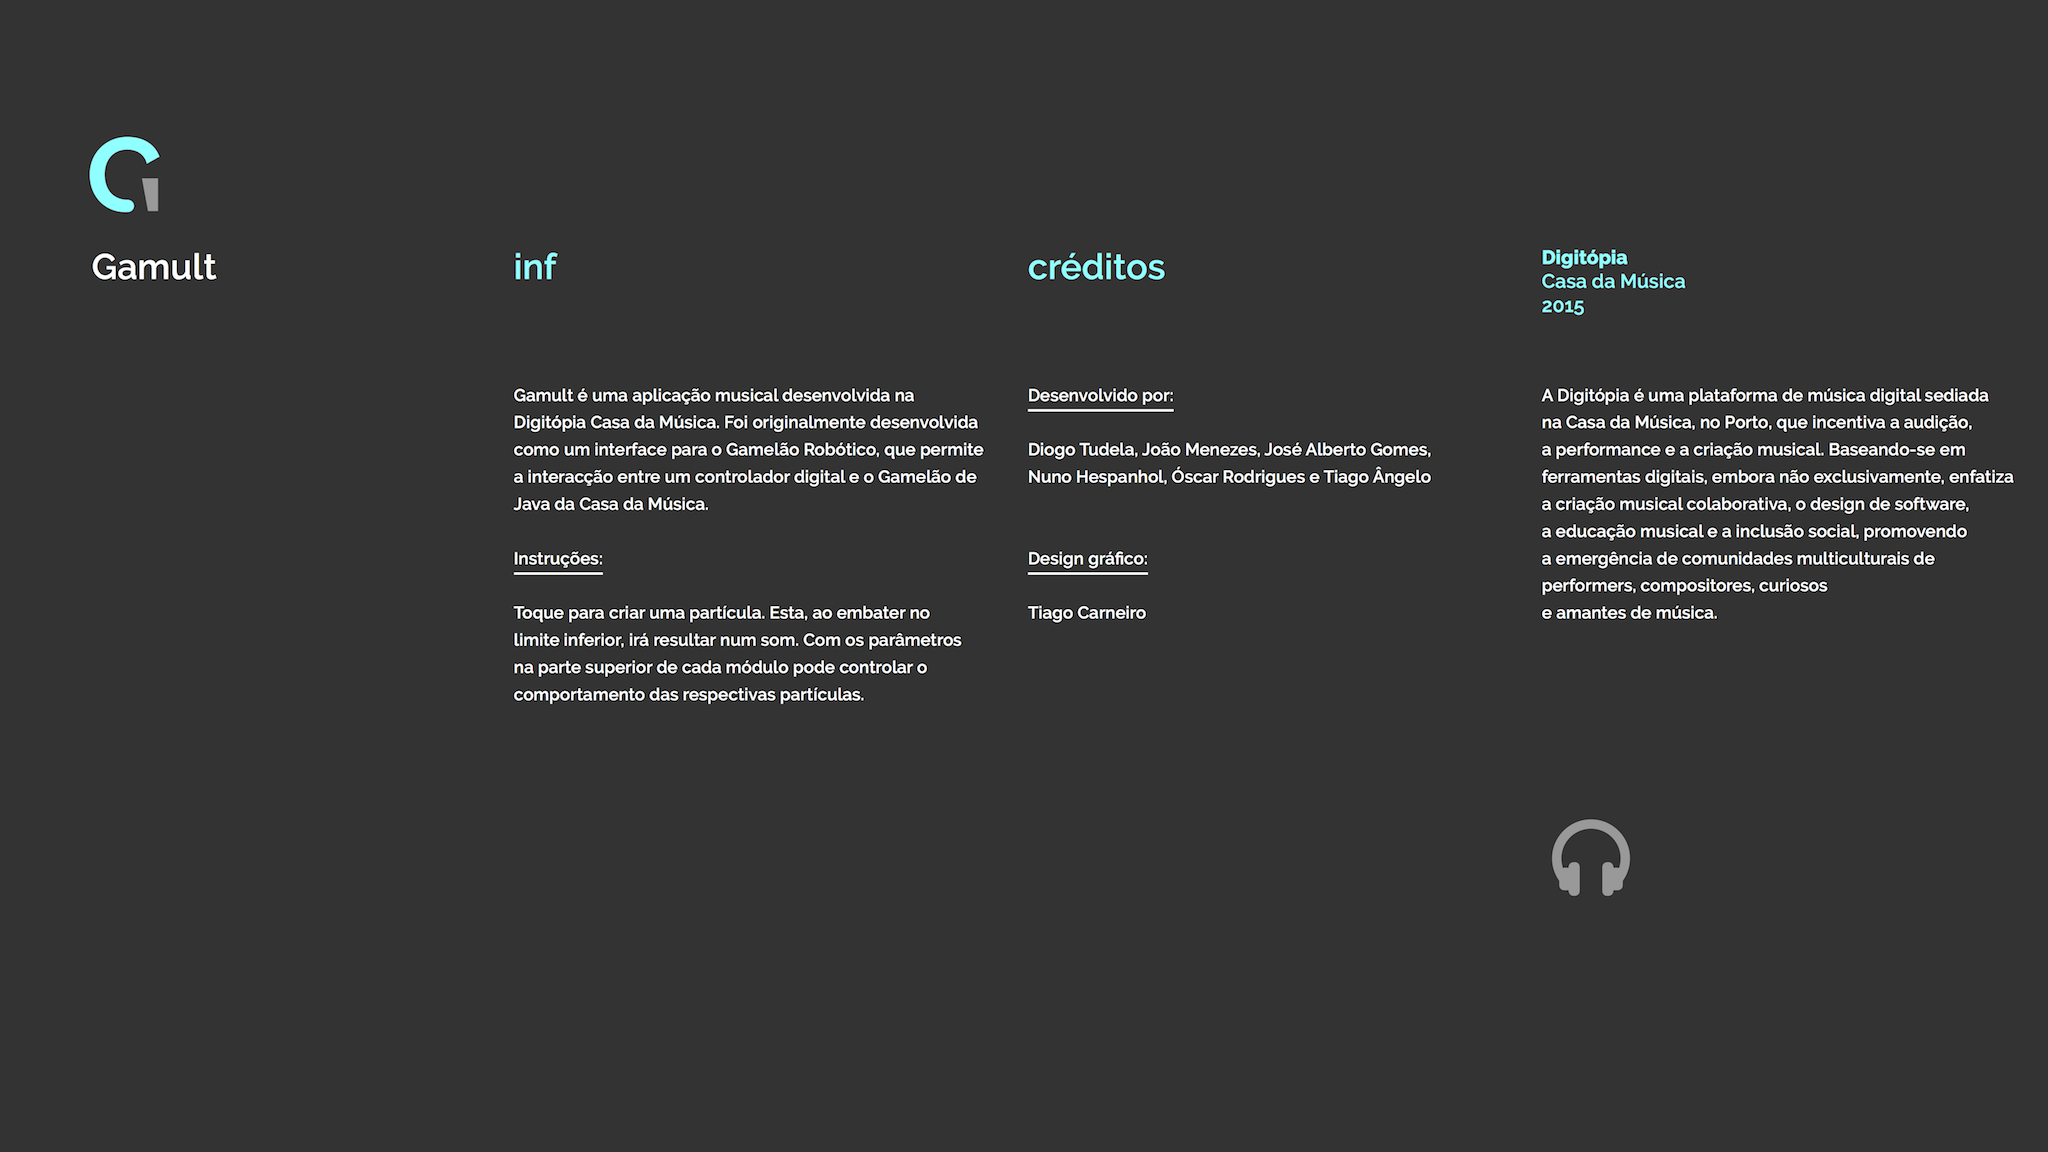 Gamult
inf
Gamult é uma aplicação musical desenvolvida na
Digitópia Casa da Música. Foi originalmente desenvolvida
como um interface para o Gamelão Robótico, que permite
a interacção entre um controlador digital e o Gamelão de
Java da Casa da Música.
Instruções:
Toque para criar uma partícula. Esta, ao embater no
limite inferior, irá resultar num som. Com os parâmetros
na parte superior de cada módulo pode controlar o
comportamento das respectivas partículas.
créditos
Desenvolvido por:
Diogo Tudela, João Menezes, José Alberto Gomes,
Nuno Hespanhol, Óscar Rodrigues e Tiago Ângelo
Design gráfico:
Tiago Carneiro
Digitópia
Casa da Música
2015
A Digitópia é uma plataforma de música digital sediada
na Casa da Música, no Porto, que incentiva a audição,
a performance e a criação musical. Baseando-se em
ferramentas digitais, embora não exclusivamente, enfatiza
a criação musical colaborativa, o design de software,
a educação musical e a inclusão social, promovendo
a emergência de comunidades multiculturais de
performers, compositores, curiosos
e amantes de música.